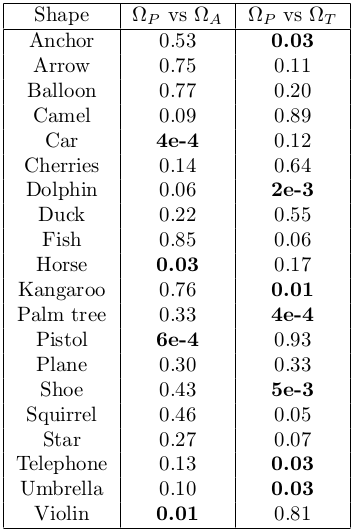 Shape Ω_P vs Ω_A Ω_P vs Ω_T
Anchor 0.53 0.03
Arrow 0.75 0.11
Balloon 0.77 0.20
Camel 0.09 0.89
Car 4e-4 0.12
Cherries 0.14 0.64
Dolphin 0.06 2e-3
Duck 0.22 0.55
Fish 0.85 0.06
Horse 0.03 0.17
Kangaroo 0.76 0.01
Palm tree 0.33 4e-4
Pistol 6e-4 0.93
Plane 0.30 0.33
Shoe 0.43 5e-3
Squirrel 0.46 0.05
Star 0.27 0.07
Telephone 0.13 0.03
Umbrella 0.10 0.03
Violin 0.01 0.81